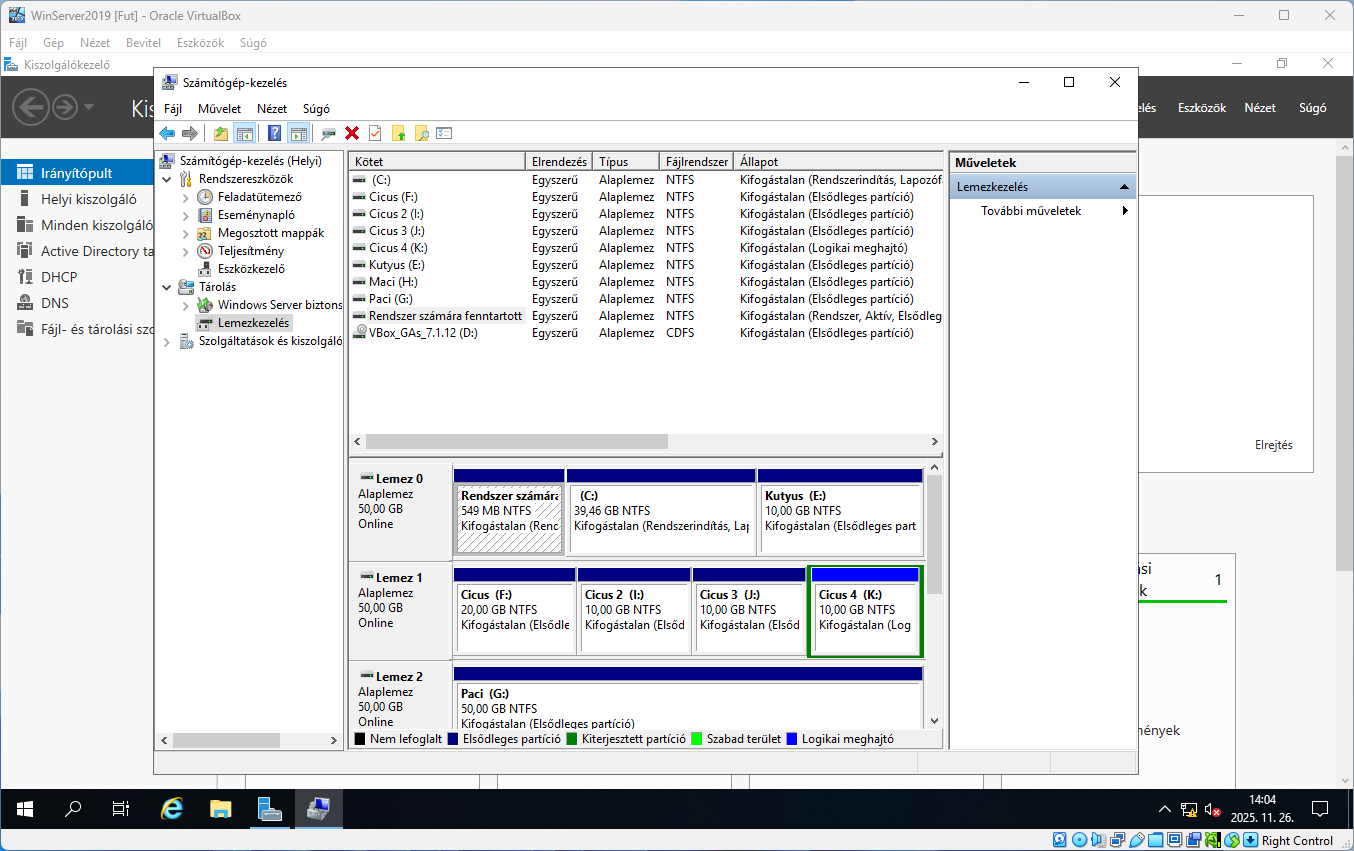 WinServer2019 [Fut] - Oracle VirtualBox
Fájl Gép Nézet Bevitel Eszközök Súgó
Kiszolgálókezelő
Kis
elés Eszközök Nézet Súgó
Irányítópult
Helyi kiszolgáló
Minden kiszolgáló
Active Directory ta
DHCP
DNS
Fájl- és tárolási szo
Számítógép-kezelés
Fájl Művelet Nézet Súgó
Számítógép-kezelés (Helyi)
Rendszereszközök
Feladatütemező
Eseménynapló
Megosztott mappák
Teljesítmény
Eszközkezelő
Tárolás
Windows Server biztons
Lemezkezelés
Szolgáltatások és kiszolgáló
Kötet Elrendezés Típus Fájlrendszer Állapot
(C:) Egyszerű Alaplemez NTFS Kifogástalan (Rendszerindítás, Lapozóf
Cicus (F:) Egyszerű Alaplemez NTFS Kifogástalan (Elsődleges partíció)
Cicus 2 (I:) Egyszerű Alaplemez NTFS Kifogástalan (Elsődleges partíció)
Cicus 3 (J:) Egyszerű Alaplemez NTFS Kifogástalan (Elsődleges partíció)
Cicus 4 (K:) Egyszerű Alaplemez NTFS Kifogástalan (Logikai meghajtó)
Kutyus (E:) Egyszerű Alaplemez NTFS Kifogástalan (Elsődleges partíció)
Maci (H:) Egyszerű Alaplemez NTFS Kifogástalan (Elsődleges partíció)
Paci (G:) Egyszerű Alaplemez NTFS Kifogástalan (Elsődleges partíció)
Rendszer számára fenntartott Egyszerű Alaplemez NTFS Kifogástalan (Rendszer, Aktív, Elsődleg
VBox_GAs_7.1.12 (D:) Egyszerű Alaplemez CDFS Kifogástalan (Elsődleges partíció)
Műveletek
Lemezkezelés
További műveletek
Elrejtés
Lemez 0
Alaplemez
50,00 GB
Online
Rendszer számára
549 MB NTFS
Kifogástalan (Renc
(C:)
39,46 GB NTFS
Kifogástalan (Rendszerindítás, Lap
Kutyus (E:)
10,00 GB NTFS
Kifogástalan (Elsődleges part
Lemez 1
Alaplemez
50,00 GB
Online
Cicus (F:)
20,00 GB NTFS
Kifogástalan (Elsődle
Cicus 2 (I:)
10,00 GB NTFS
Kifogástalan (Elsőd
Cicus 3 (J:)
10,00 GB NTFS
Kifogástalan (Elsőd
Cicus 4 (K:)
10,00 GB NTFS
Kifogástalan (Log
Lemez 2
Alaplemez
50,00 GB
Online
Paci (G:)
50,00 GB NTFS
Kifogástalan (Elsődleges partíció)
Nem lefoglalt Elsődleges partíció Kiterjesztett partíció Szabad terület Logikai meghajtó
ási
k
1
mények
14:04
2025. 11. 26.
Right Control